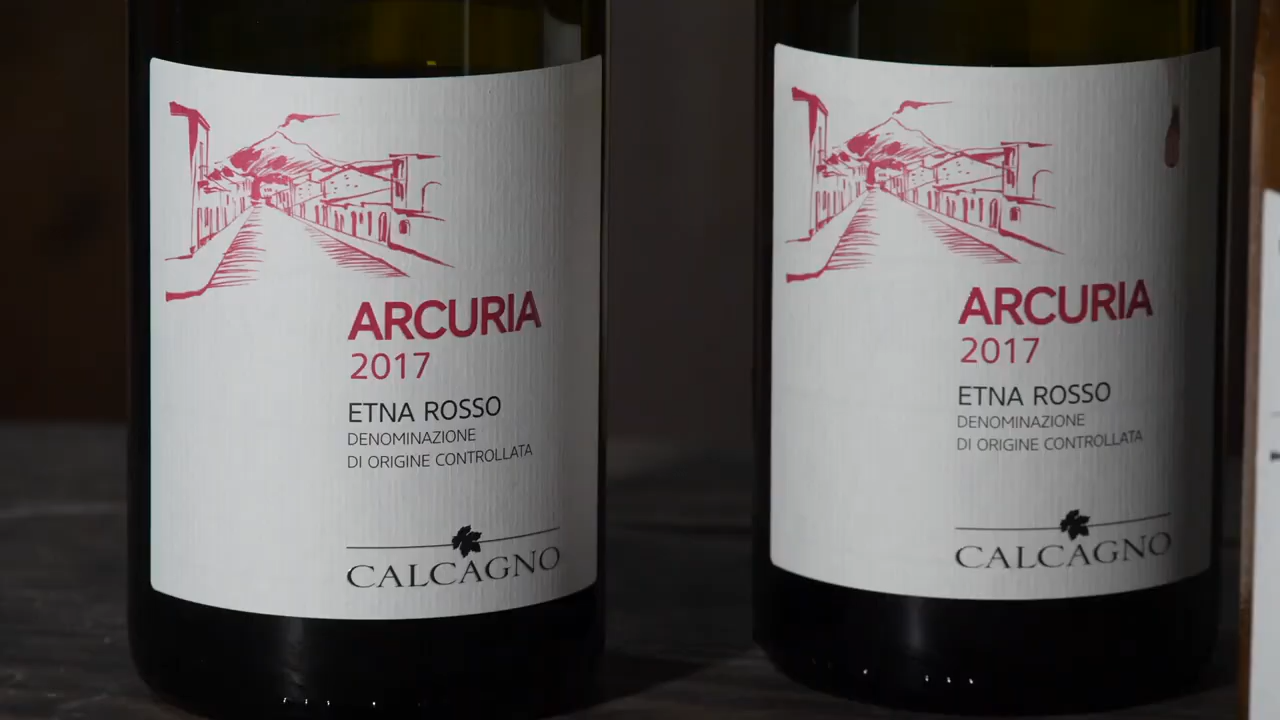 ARCURIA
2017
ETNA ROSSO
DENOMINAZIONE
DI ORIGINE CONTROLLATA
CALCAGNO
ARCURIA
2017
ETNA ROSSO
DENOMINAZIONE
DI ORIGINE CONTROLLATA
CALCAGNO